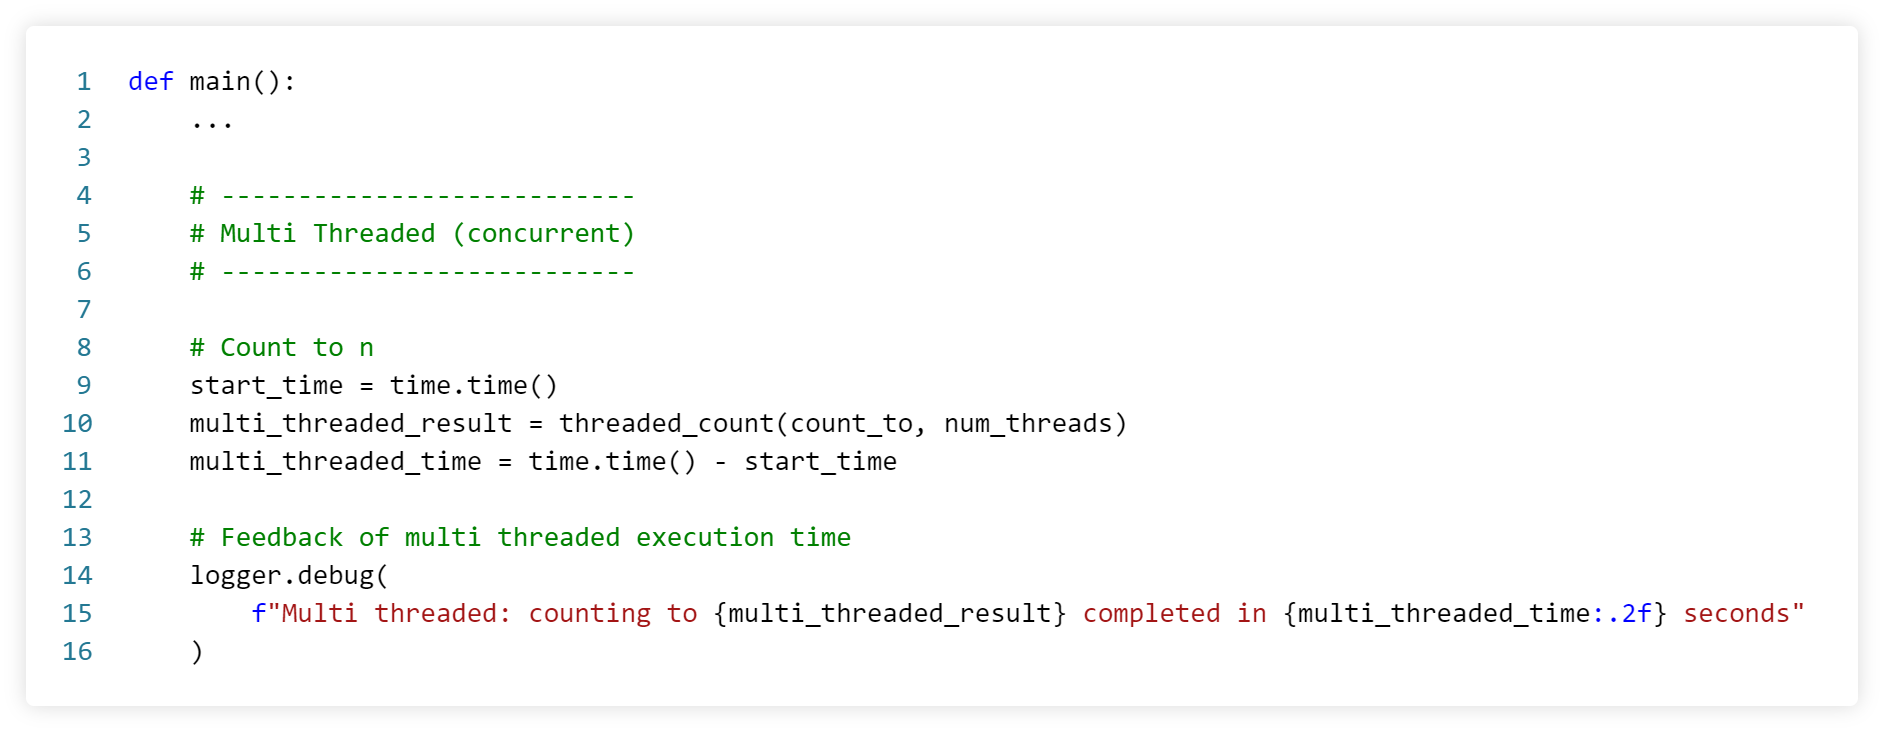 1 def main():
2     ...
3
4     # ---------------------------
5     # Multi Threaded (concurrent)
6     # ---------------------------
7
8     # Count to n
9     start_time = time.time()
10     multi_threaded_result = threaded_count(count_to, num_threads)
11     multi_threaded_time = time.time() - start_time
12
13     # Feedback of multi threaded execution time
14     logger.debug(
15         f"Multi threaded: counting to {multi_threaded_result} completed in {multi_threaded_time:.2f} seconds"
16     )